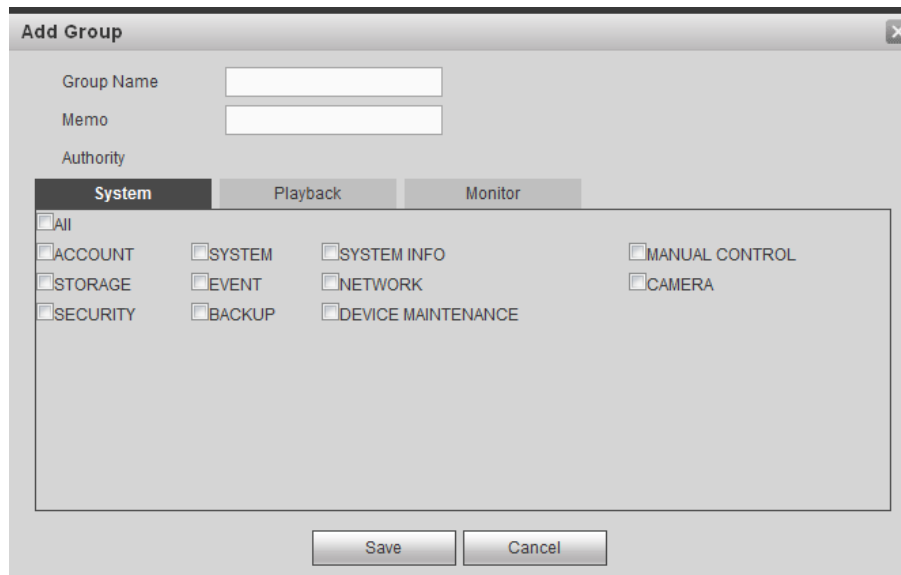 Add Group
Group Name
Memo
Authority
System Playback Monitor
All
ACCOUNT SYSTEM SYSTEM INFO MANUAL CONTROL
STORAGE EVENT NETWORK CAMERA
SECURITY BACKUP DEVICE MAINTENANCE
Save Cancel